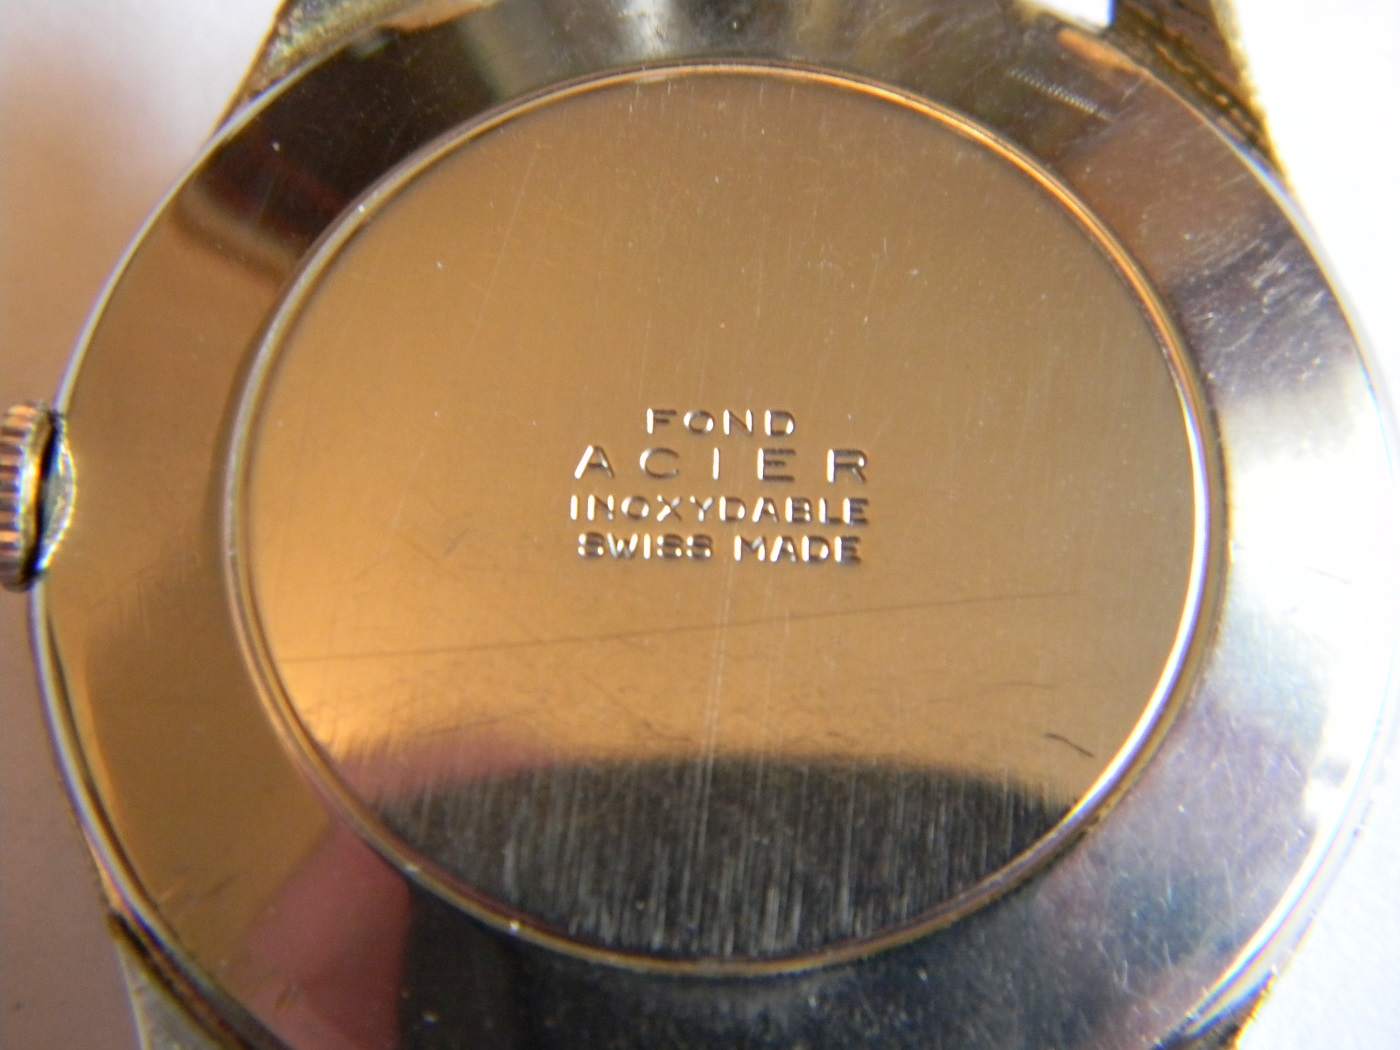 FOND
ACIER
INOXYDABLE
SWISS MADE